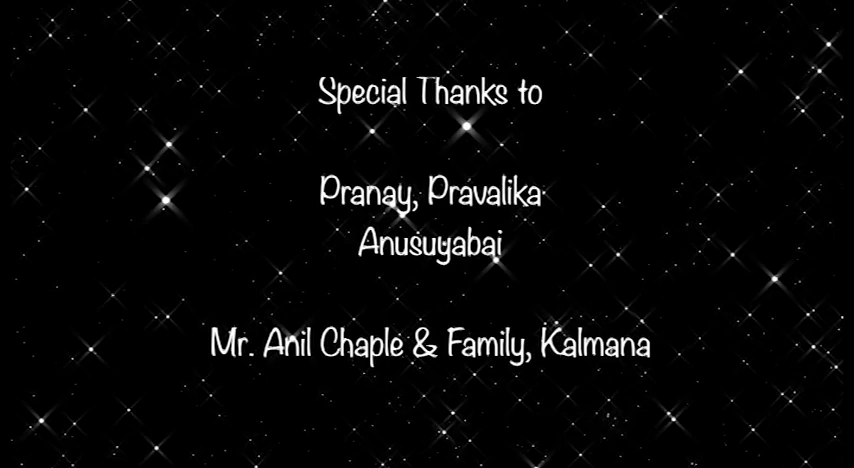 Special Thanks to
Pranay, Pravalika
Anusuyabai
Mr. Anil Chaple & Family, Kalmana